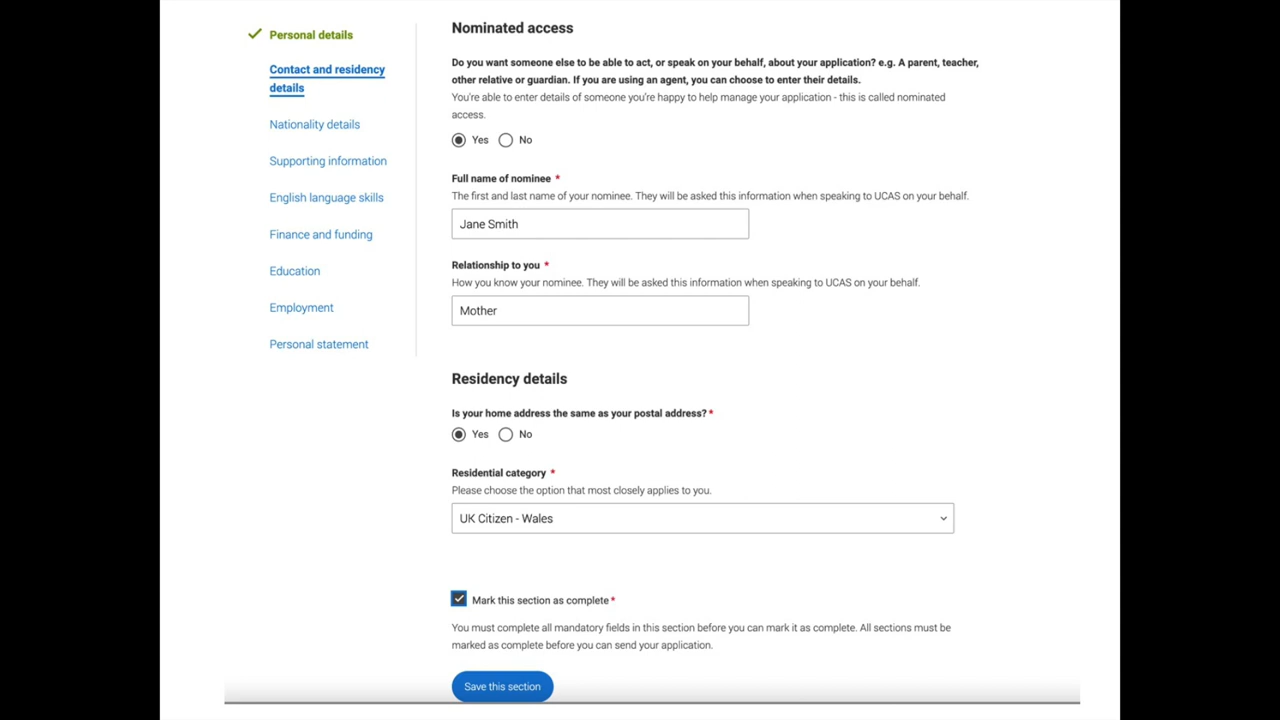 Personal details
Contact and residency
details
Nationality details
Supporting information
English language skills
Finance and funding
Education
Employment
Personal statement
Nominated access
Do you want someone else to be able to act, or speak on your behalf, about your application? e.g. A parent, teacher,
other relative or guardian. If you are using an agent, you can choose to enter their details.
You're able to enter details of someone you're happy to help manage your application - this is called nominated
access.
Yes No
Full name of nominee *
The first and last name of your nominee. They will be asked this information when speaking to UCAS on your behalf.
Jane Smith
Relationship to you *
How you know your nominee. They will be asked this information when speaking to UCAS on your behalf.
Mother
Residency details
Is your home address the same as your postal address? *
Yes No
Residential category *
Please choose the option that most closely applies to you.
UK Citizen - Wales
Mark this section as complete *
You must complete all mandatory fields in this section before you can mark it as complete. All sections must be
marked as complete before you can send your application.
Save this section